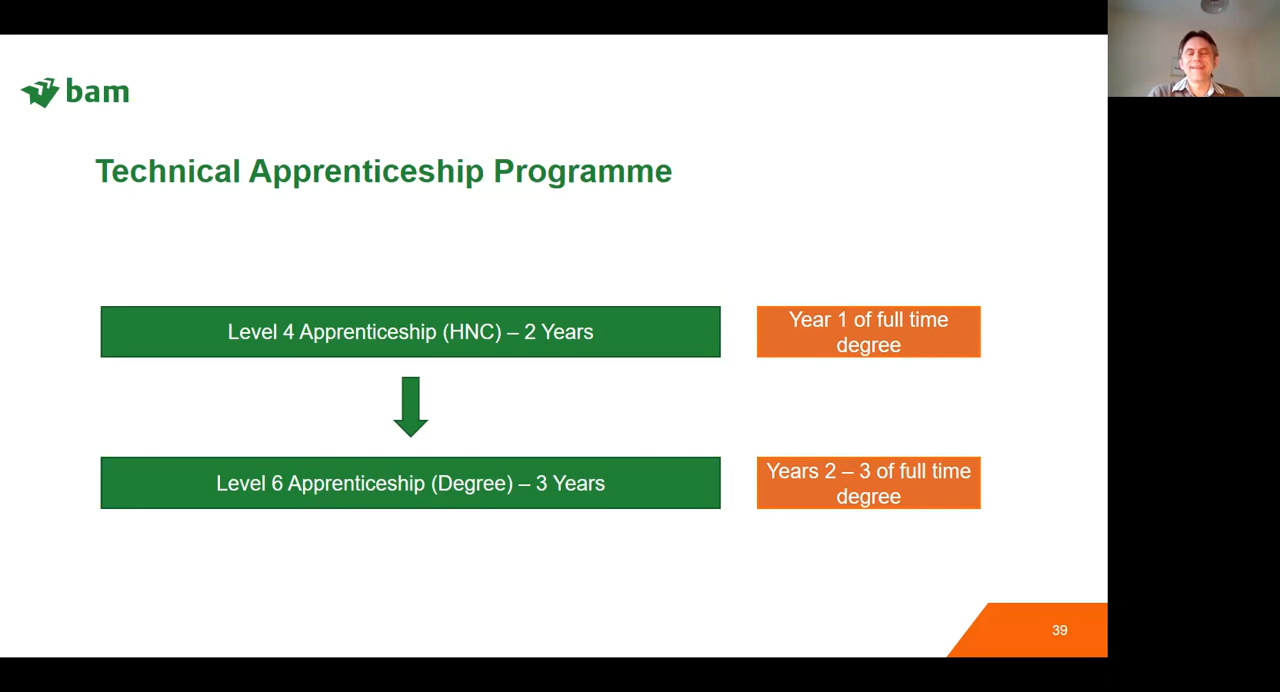 bam
Technical Apprenticeship Programme
Level 4 Apprenticeship (HNC) – 2 Years
Year 1 of full time
degree
Level 6 Apprenticeship (Degree) – 3 Years
Years 2 – 3 of full time
degree
39